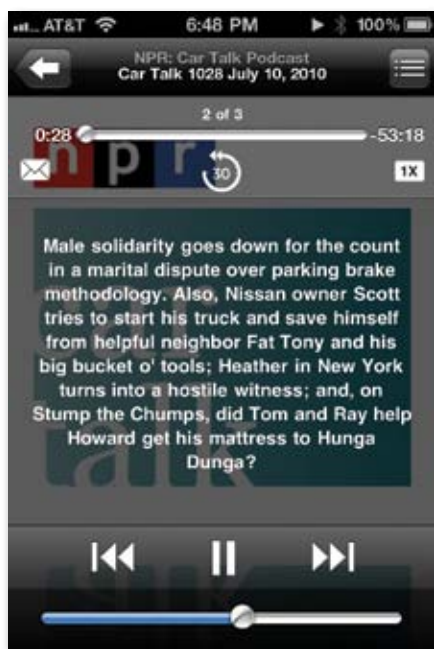 AT&T 6:48 PM 100%
NPR: Car Talk Podcast
Car Talk 1028 July 10, 2010
2 of 3
0:28 -53:18
n p r
30
1X
Male solidarity goes down for the count
in a marital dispute over parking brake
methodology. Also, Nissan owner Scott
tries to start his truck and save himself
from helpful neighbor Fat Tony and his
big bucket o' tools; Heather in New York
turns into a hostile witness; and, on
Stump the Chumps, did Tom and Ray help
Howard get his mattress to Hunga
Dunga?
car
talk